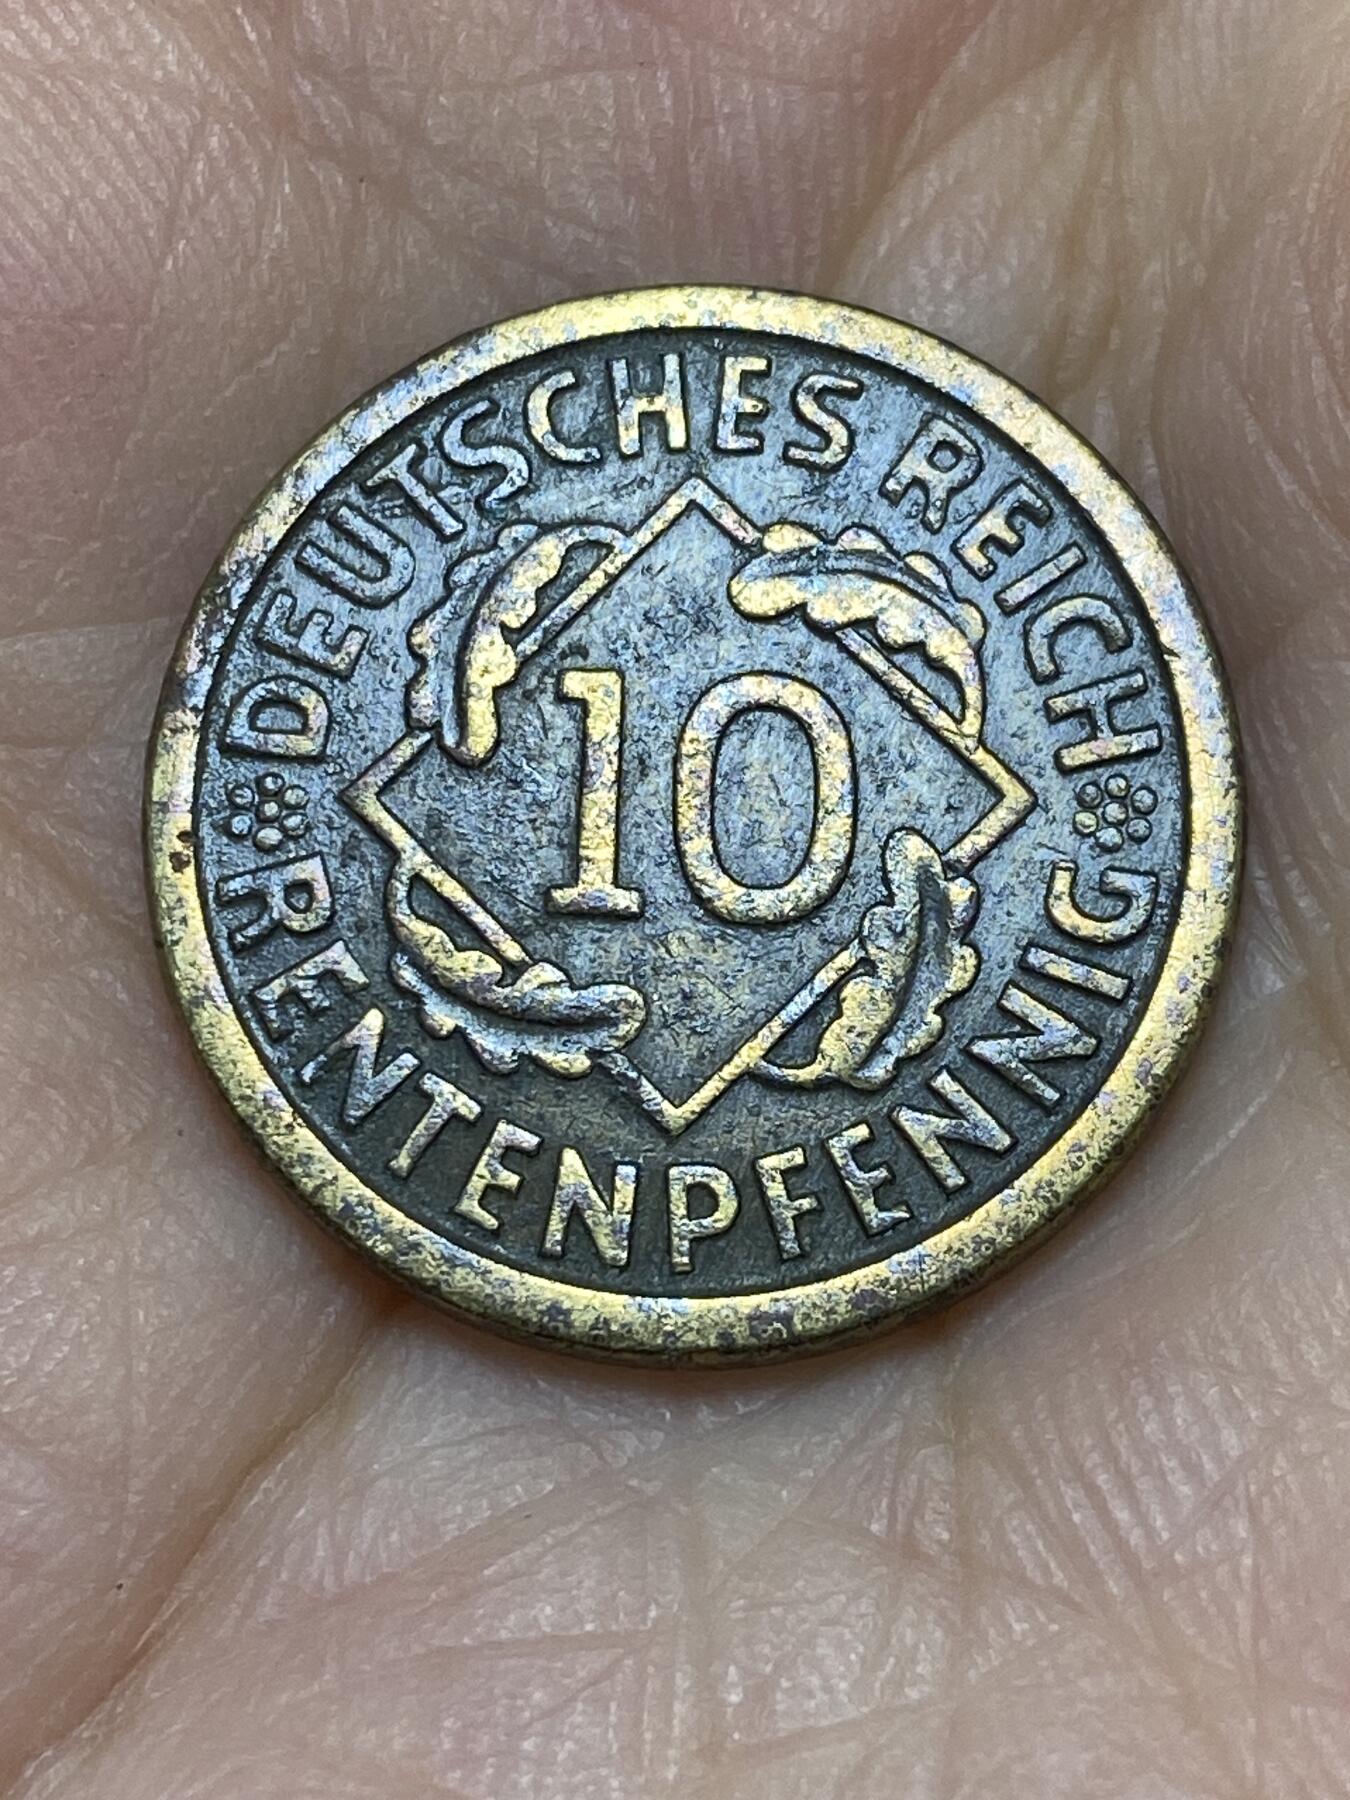 DEUTSCHES REICH
10
RENTENPFENNIG